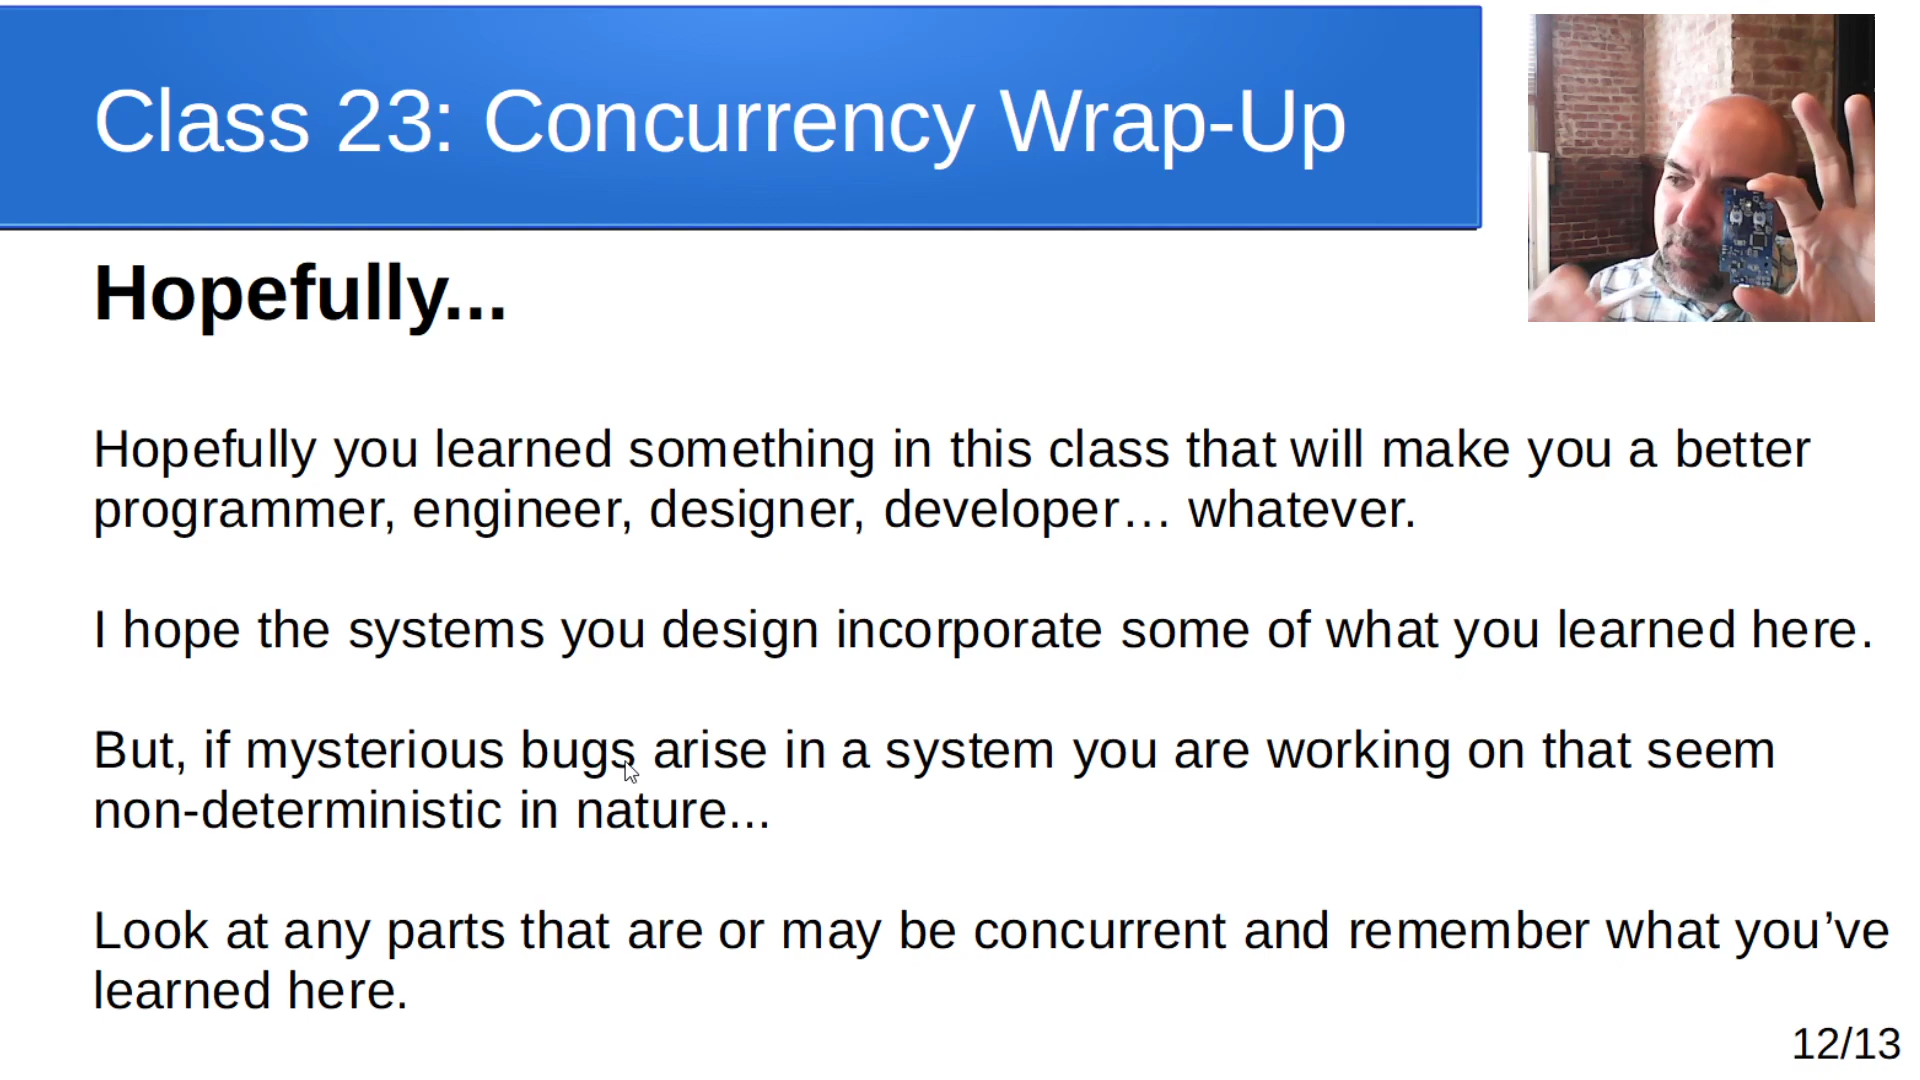 Class 23: Concurrency Wrap-Up
Hopefully...
Hopefully you learned something in this class that will make you a better
programmer, engineer, designer, developer… whatever.
I hope the systems you design incorporate some of what you learned here.
But, if mysterious bugs arise in a system you are working on that seem
non-deterministic in nature...
Look at any parts that are or may be concurrent and remember what you’ve
learned here.
12/13